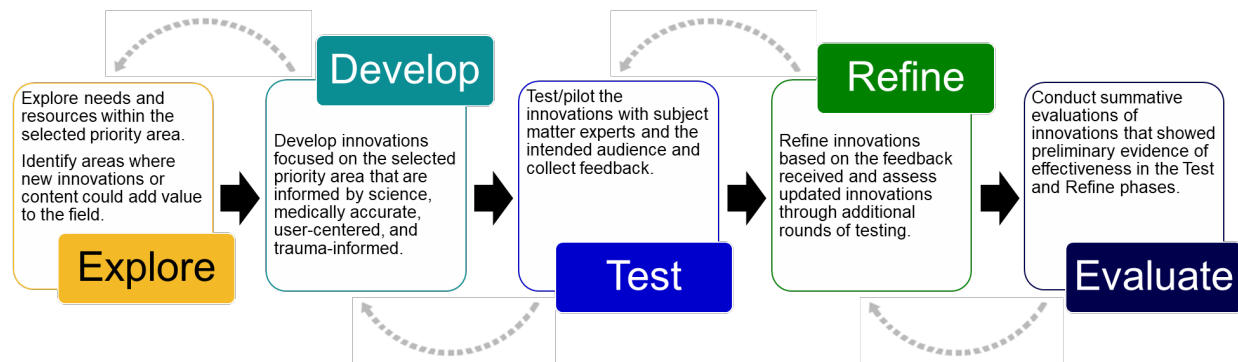 Explore needs and
resources within the
selected priority area.
Identify areas where
new innovations or
content could add value
to the field.
Explore
Develop
Develop innovations
focused on the selected
priority area that are
informed by science,
medically accurate,
user-centered, and
trauma-informed.
Test/pilot the
innovations with subject
matter experts and the
intended audience and
collect feedback.
Test
Refine
Refine innovations
based on the feedback
received and assess
updated innovations
through additional
rounds of testing.
Conduct summative
evaluations of
innovations that showed
preliminary evidence of
effectiveness in the Test
and Refine phases.
Evaluate